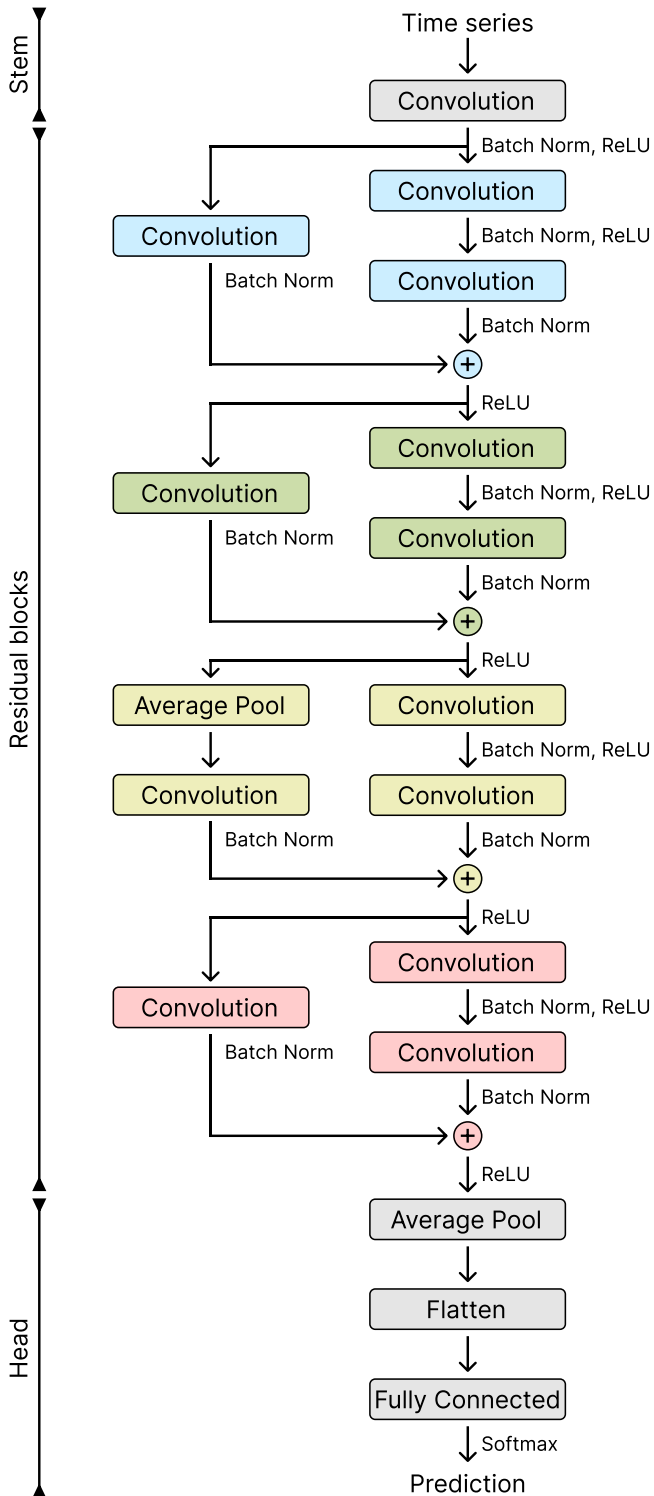 Time series
Stem
Convolution
Batch Norm, ReLU
Convolution
Convolution
Batch Norm, ReLU
Batch Norm
Convolution
Batch Norm
+
ReLU
Convolution
Convolution
Batch Norm, ReLU
Batch Norm
Convolution
Batch Norm
+
Residual blocks
ReLU
Average Pool
Convolution
Batch Norm, ReLU
Convolution
Convolution
Batch Norm
Batch Norm
+
ReLU
Convolution
Convolution
Batch Norm, ReLU
Batch Norm
Convolution
Batch Norm
+
ReLU
Average Pool
Flatten
Head
Fully Connected
Softmax
Prediction